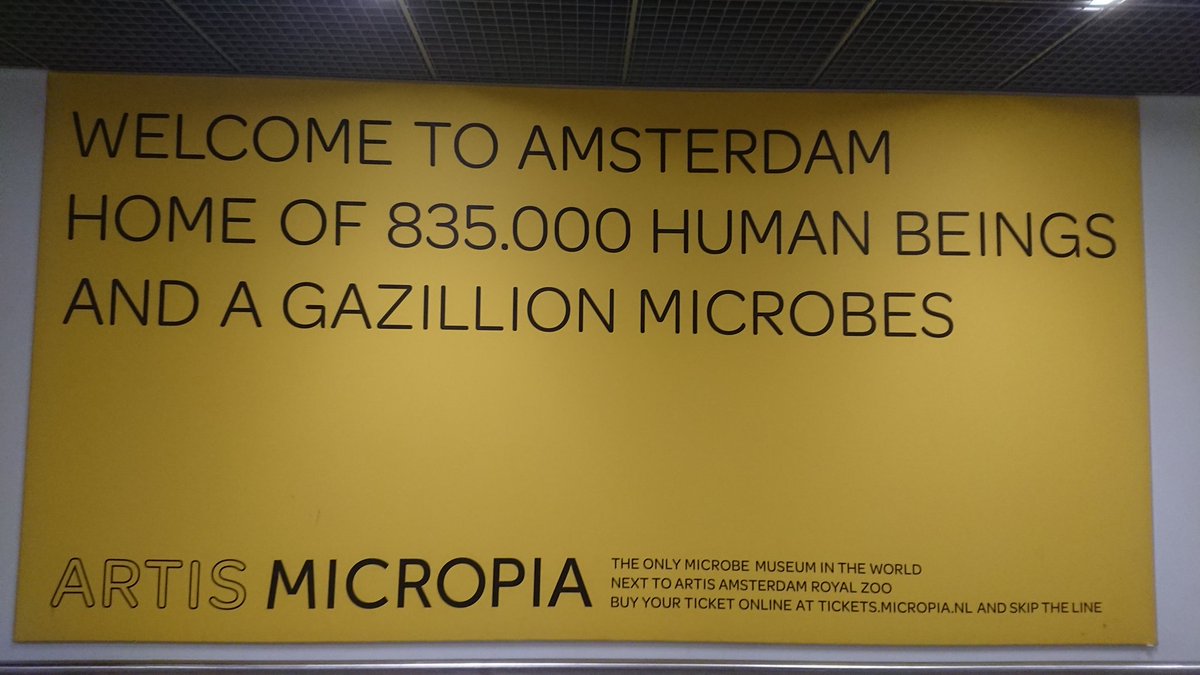 WELCOME TO AMSTERDAM
HOME OF 835.000 HUMAN BEINGS
AND A GAZILLION MICROBES
ARTIS MICROPIA
THE ONLY MICROBE MUSEUM IN THE WORLD
NEXT TO ARTIS AMSTERDAM ROYAL ZOO
BUY YOUR TICKET ONLINE AT TICKETS.MICROPIA.NL AND SKIP THE LINE